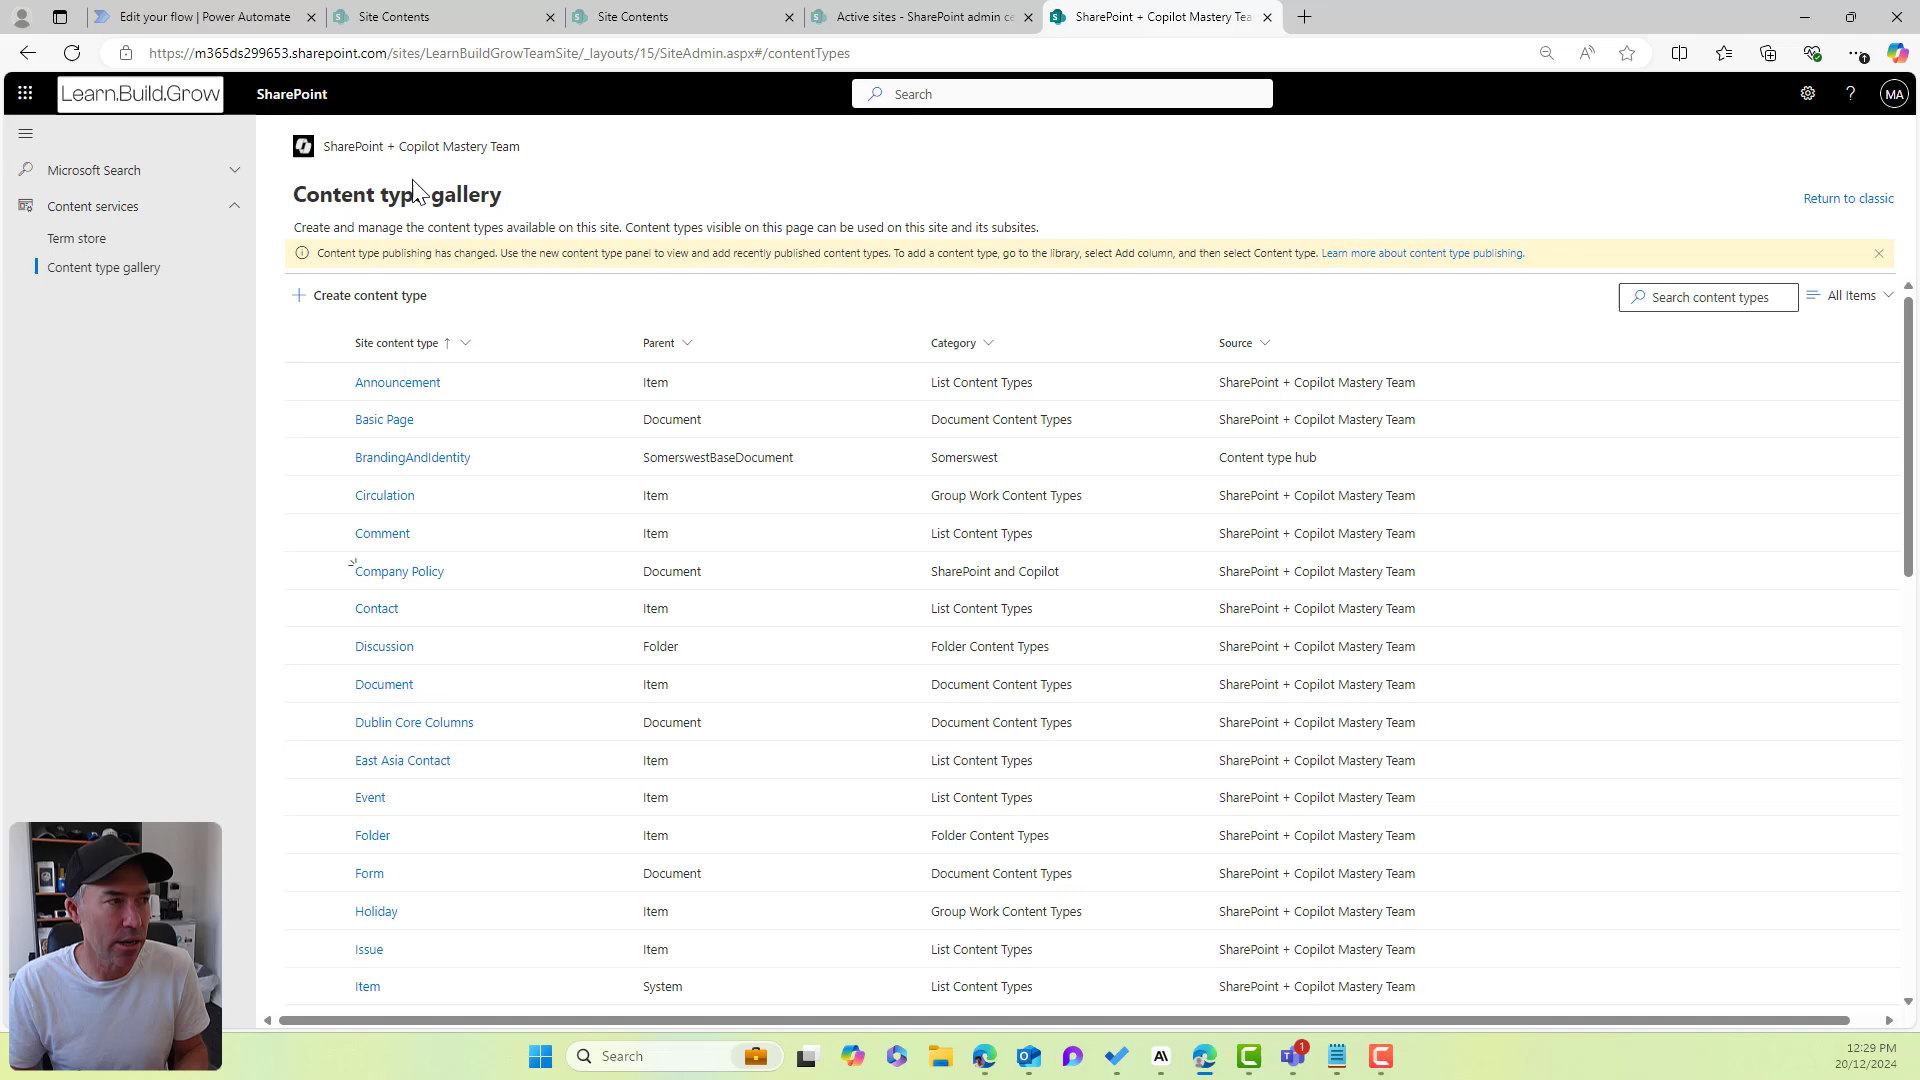 Edit your flow | Power Automate
Site Contents
Site Contents
Active sites - SharePoint admin ce
SharePoint + Copilot Mastery Tea
https://m365ds299653.sharepoint.com/sites/LearnBuildGrowTeamSite/_layouts/15/SiteAdmin.aspx#/contentTypes
Learn.Build.Grow
SharePoint
Search
MA
Microsoft Search
Content services
Term store
Content type gallery
SharePoint + Copilot Mastery Team
Content type gallery
Return to classic
Create and manage the content types available on this site. Content types visible on this page can be used on this site and its subsites.
Content type publishing has changed. Use the new content type panel to view and add recently published content types. To add a content type, go to the library, select Add column, and then select Content type. Learn more about content type publishing.
Create content type
Search content types
All Items
Site content type Parent Category Source
Announcement Item List Content Types SharePoint + Copilot Mastery Team
Basic Page Document Document Content Types SharePoint + Copilot Mastery Team
BrandingAndIdentity SomerswestBaseDocument Somerswest Content type hub
Circulation Item Group Work Content Types SharePoint + Copilot Mastery Team
Comment Item List Content Types SharePoint + Copilot Mastery Team
Company Policy Document SharePoint and Copilot SharePoint + Copilot Mastery Team
Contact Item List Content Types SharePoint + Copilot Mastery Team
Discussion Folder Folder Content Types SharePoint + Copilot Mastery Team
Document Item Document Content Types SharePoint + Copilot Mastery Team
Dublin Core Columns Document Document Content Types SharePoint + Copilot Mastery Team
East Asia Contact Item List Content Types SharePoint + Copilot Mastery Team
Event Item List Content Types SharePoint + Copilot Mastery Team
Folder Item Folder Content Types SharePoint + Copilot Mastery Team
Form Document Document Content Types SharePoint + Copilot Mastery Team
Holiday Item Group Work Content Types SharePoint + Copilot Mastery Team
Issue Item List Content Types SharePoint + Copilot Mastery Team
Item System List Content Types SharePoint + Copilot Mastery Team
Search
1
12:29 PM
20/12/2024